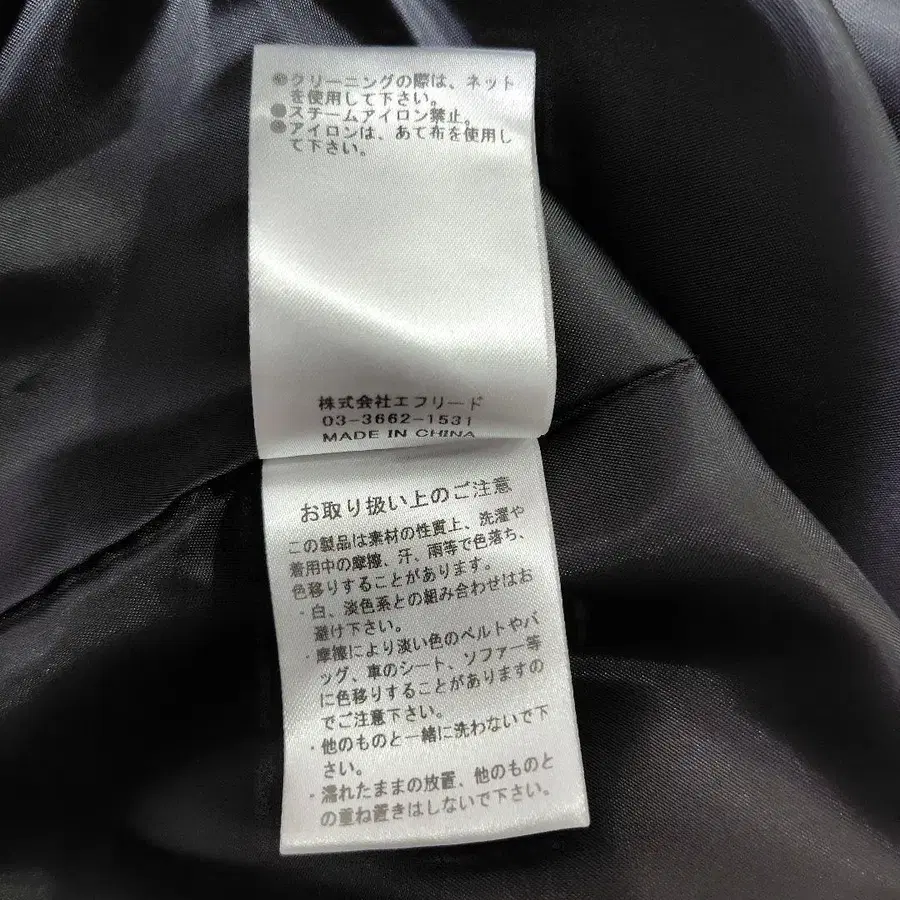 ●クリーニングの際は、ネット
を使用して下さい。
●スチームアイロン禁止。
●アイロンは、あて布を使用し
て下さい。
株式会社エフリード
03-3662-1531
MADE IN CHINA
お取り扱い上のご注意
この製品は素材の性質上、洗濯や
着用中の摩擦、汗、雨等で色落ち、
色移りすることがあります。
・白、淡色系との組み合わせはお
避け下さい。
・摩擦により淡い色のベルトやバ
ッグ、車のシート、ソファー等
に色移りすることがありますの
でご注意下さい。
・他のものと一緒に洗わないで下
さい。
・濡れたままの放置、他のものと
の重ね置きはしないで下さい。